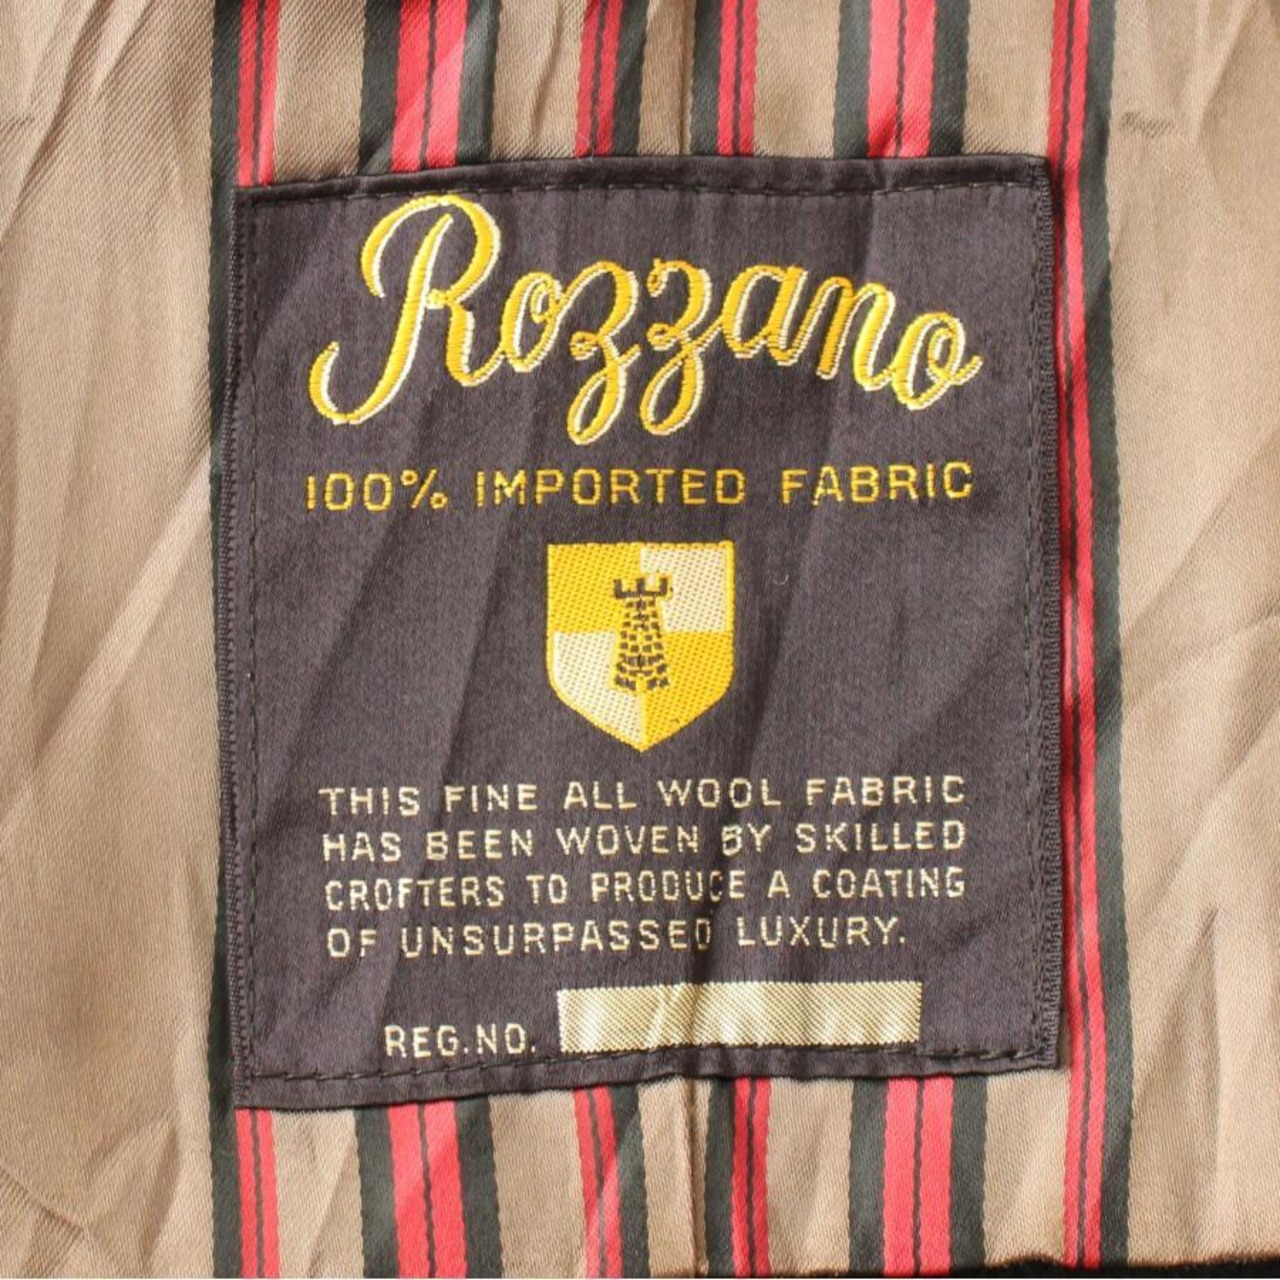 Rozzano
100% IMPORTED FABRIC
THIS FINE ALL WOOL FABRIC
HAS BEEN WOVEN BY SKILLED
CROFTERS TO PRODUCE A COATING
OF UNSURPASSED LUXURY.
REG.NO.